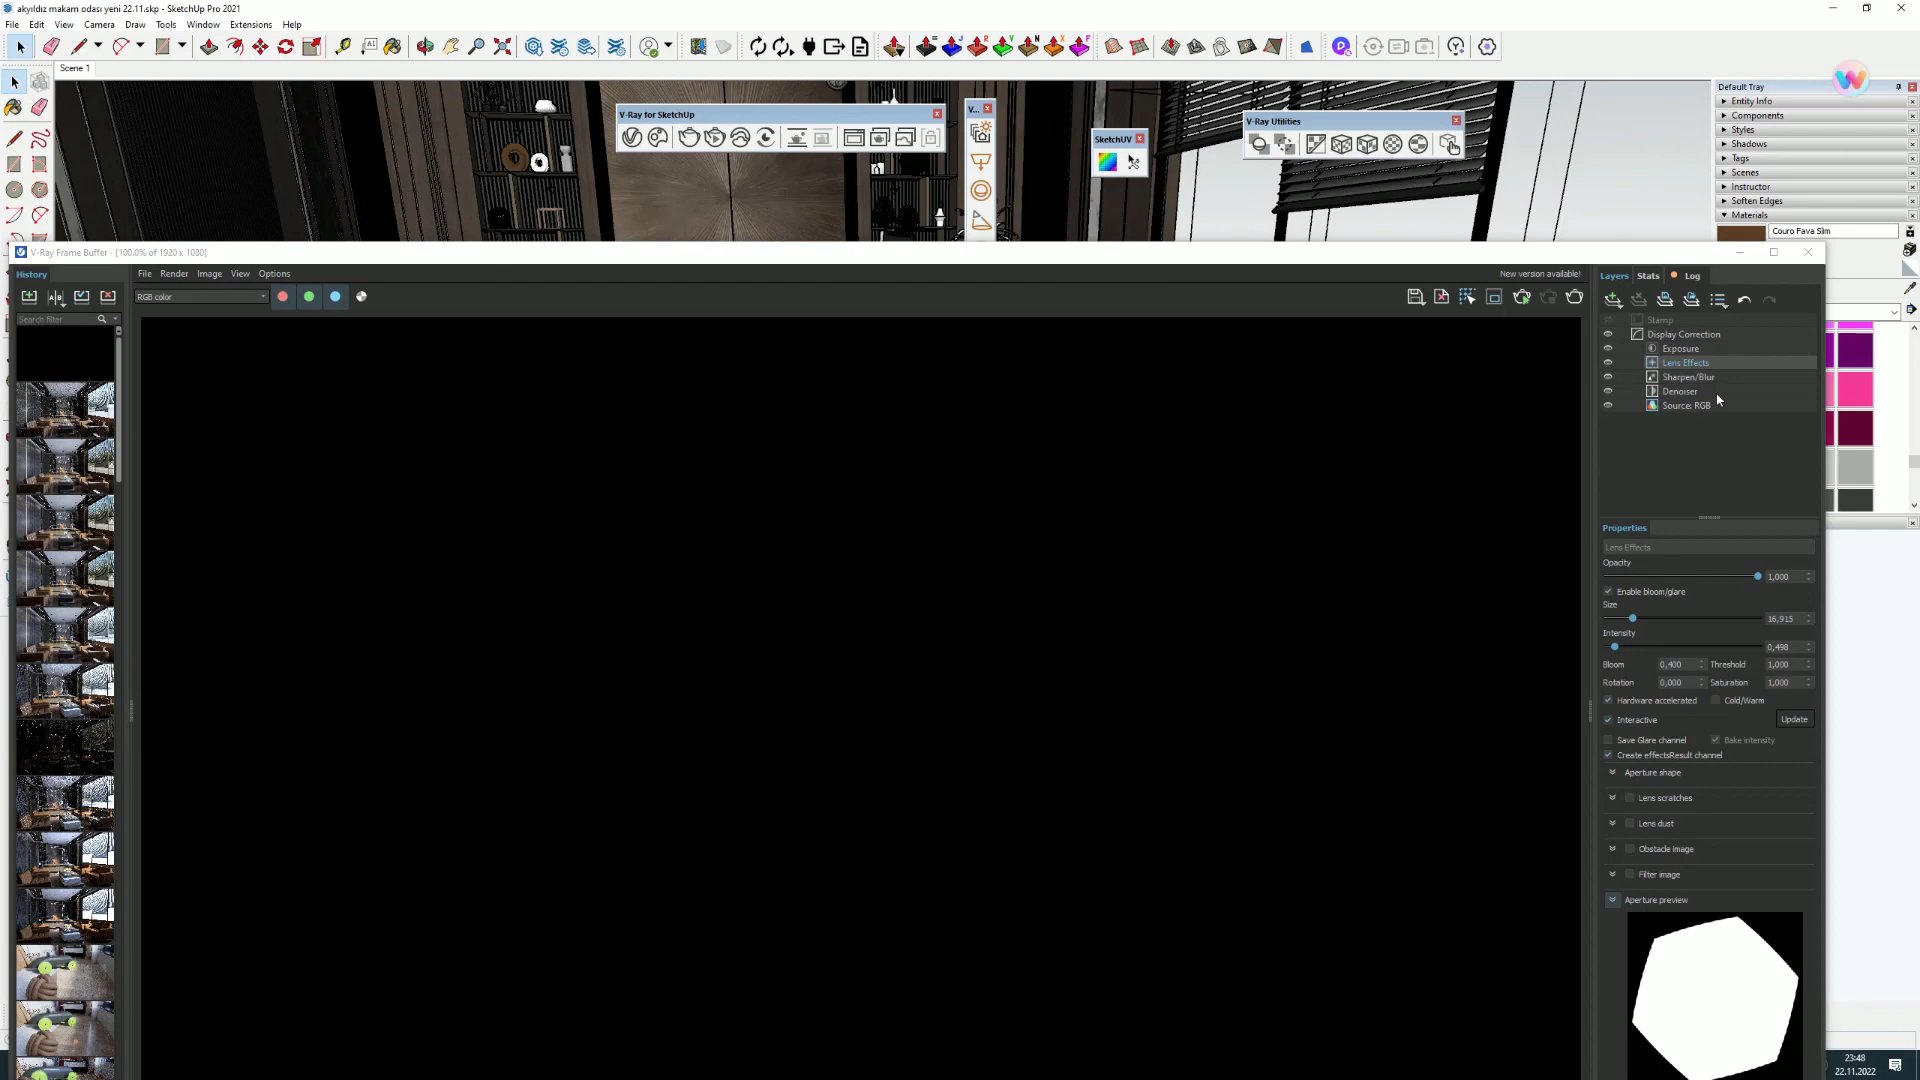 akyıldız makam odası yeni 22.11.skp - SketchUp Pro 2021
File Edit View Camera Draw Tools Window Extensions Help
Scene 1
Default Tray
Entity Info
Components
Styles
Shadows
Tags
Scenes
Instructor
Soften Edges
Materials
Couro Fava Slim
V-Ray for SketchUp
V...
SketchUV
V-Ray Utilities
V-Ray Frame Buffer - [100.0% of 1920 x 1080]
History
File Render Image View Options
New version available!
Layers Stats Log
RGB color
Search filter
Stamp
Display Correction
Exposure
Lens Effects
Sharpen/Blur
Denoiser
Source: RGB
Properties
Lens Effects
Opacity
1,000
Enable bloom/glare
Size
16,915
Intensity
0,498
Bloom 0,400 Threshold 1,000
Rotation 0,000 Saturation 1,000
Hardware accelerated Cold/Warm
Interactive Update
Save Glare channel Bake intensity
Create effectsResult channel
Aperture shape
Lens scratches
Lens dust
Obstacle image
Filter image
Aperture preview
23:48
22.11.2022